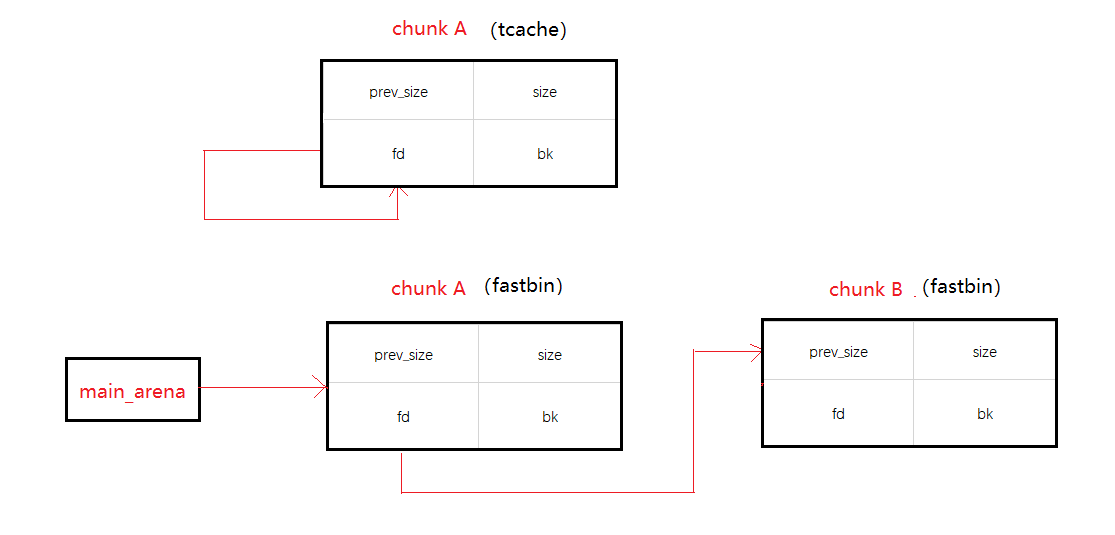 chunk A (tcache)
prev_size size
fd bk
chunk A (fastbin)
chunk B . (fastbin)
prev_size size
prev_size size
main_arena
fd bk
fd bk